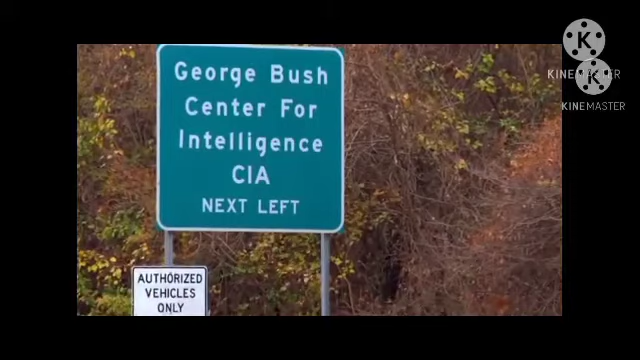 George Bush
Center For
Intelligence
CIA
NEXT LEFT
AUTHORIZED
VEHICLES
ONLY
KINEMASTER
KINEMASTER